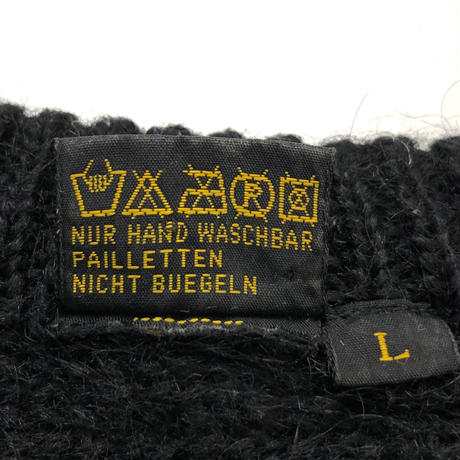 P
NUR HAND WASCHBAR
PAILLETTEN
NICHT BUEGELN
L